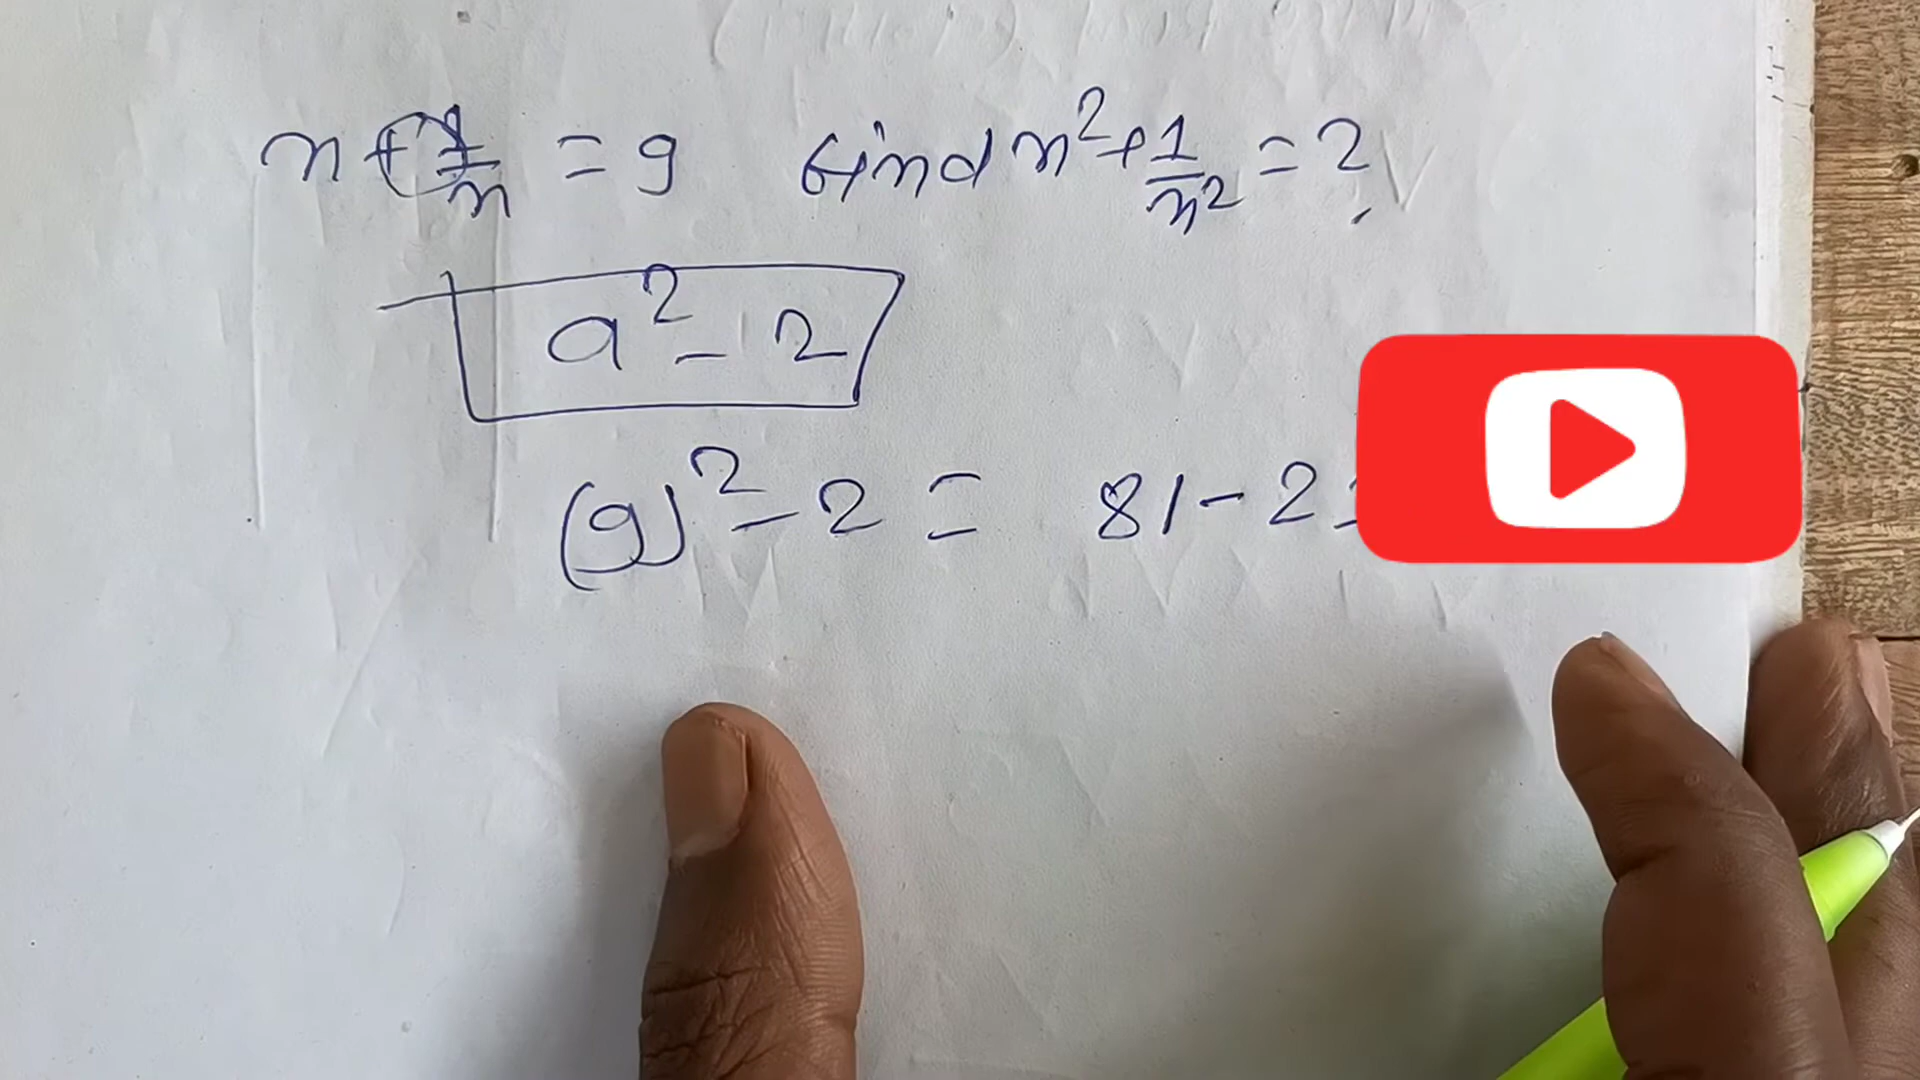 x + 1/x = 9 find x² + 1/x² = ?
a² - 2
(9)² - 2 = 81 - 2 =